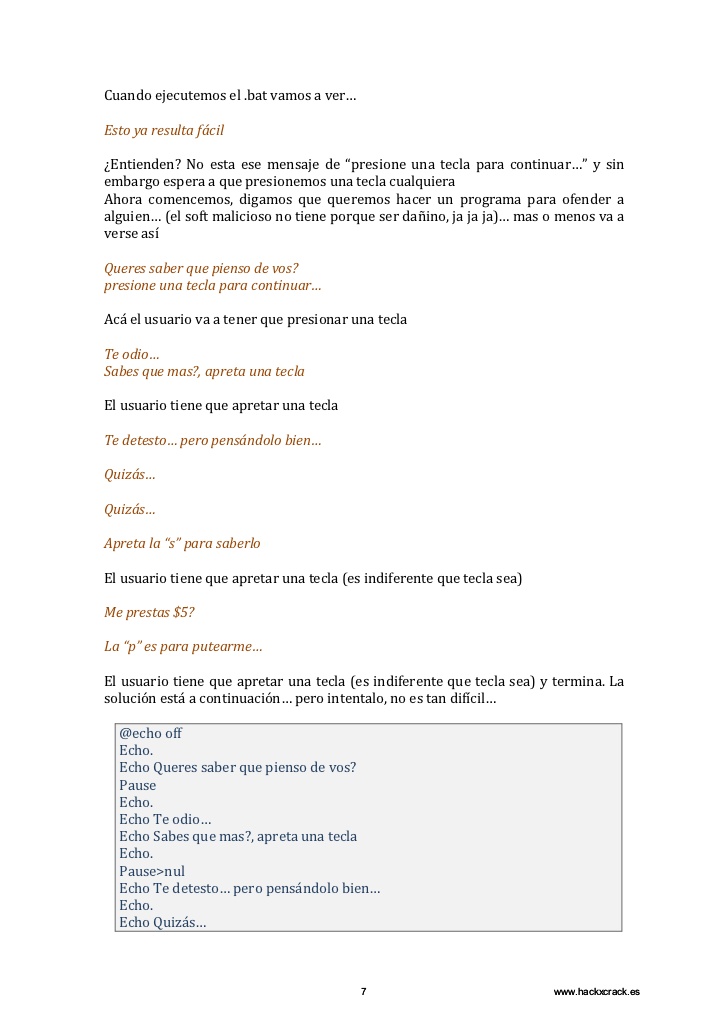 Cuando ejecutemos el .bat vamos a ver…
Esto ya resulta fácil
¿Entienden? No esta ese mensaje de “presione una tecla para continuar…” y sin
embargo espera a que presionemos una tecla cualquiera
Ahora comencemos, digamos que queremos hacer un programa para ofender a
alguien… (el soft malicioso no tiene porque ser dañino, ja ja ja)… mas o menos va a
verse así
Queres saber que pienso de vos?
presione una tecla para continuar…
Acá el usuario va a tener que presionar una tecla
Te odio…
Sabes que mas?, apreta una tecla
El usuario tiene que apretar una tecla
Te detesto… pero pensándolo bien…
Quizás…
Quizás…
Apreta la “s” para saberlo
El usuario tiene que apretar una tecla (es indiferente que tecla sea)
Me prestas $5?
La “p” es para putearme…
El usuario tiene que apretar una tecla (es indiferente que tecla sea) y termina. La
solución está a continuación… pero intentalo, no es tan difícil…
@echo off
Echo.
Echo Queres saber que pienso de vos?
Pause
Echo.
Echo Te odio…
Echo Sabes que mas?, apreta una tecla
Echo.
Pause>nul
Echo Te detesto… pero pensándolo bien…
Echo.
Echo Quizás…
7 www.hackxcrack.es